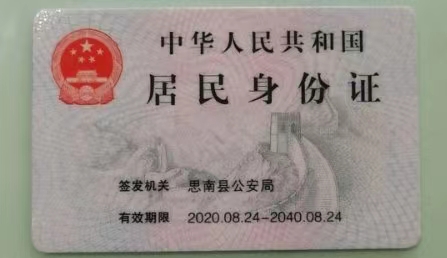 中华人民共和国
居民身份证
签发机关 思南县公安局
有效期限 2020.08.24-2040.08.24